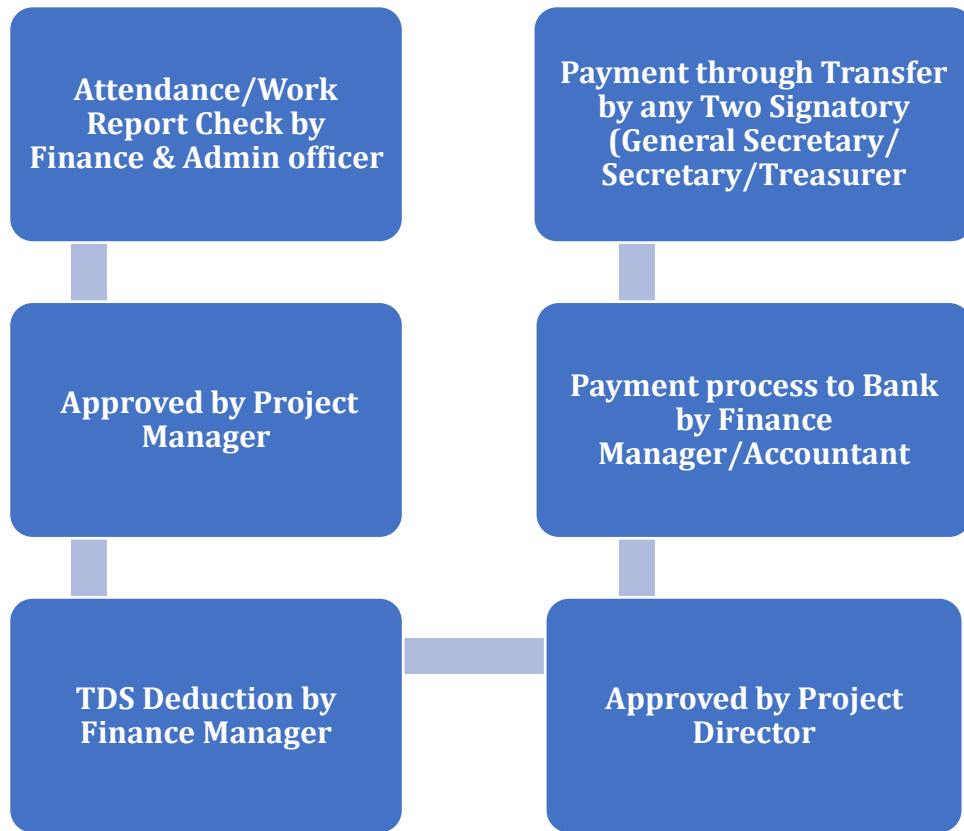 Attendance/Work
Report Check by
Finance & Admin officer
Approved by Project
Manager
TDS Deduction by
Finance Manager
Approved by Project
Director
Payment process to Bank
by Finance
Manager/Accountant
Payment through Transfer
by any Two Signatory
(General Secretary/
Secretary/Treasurer